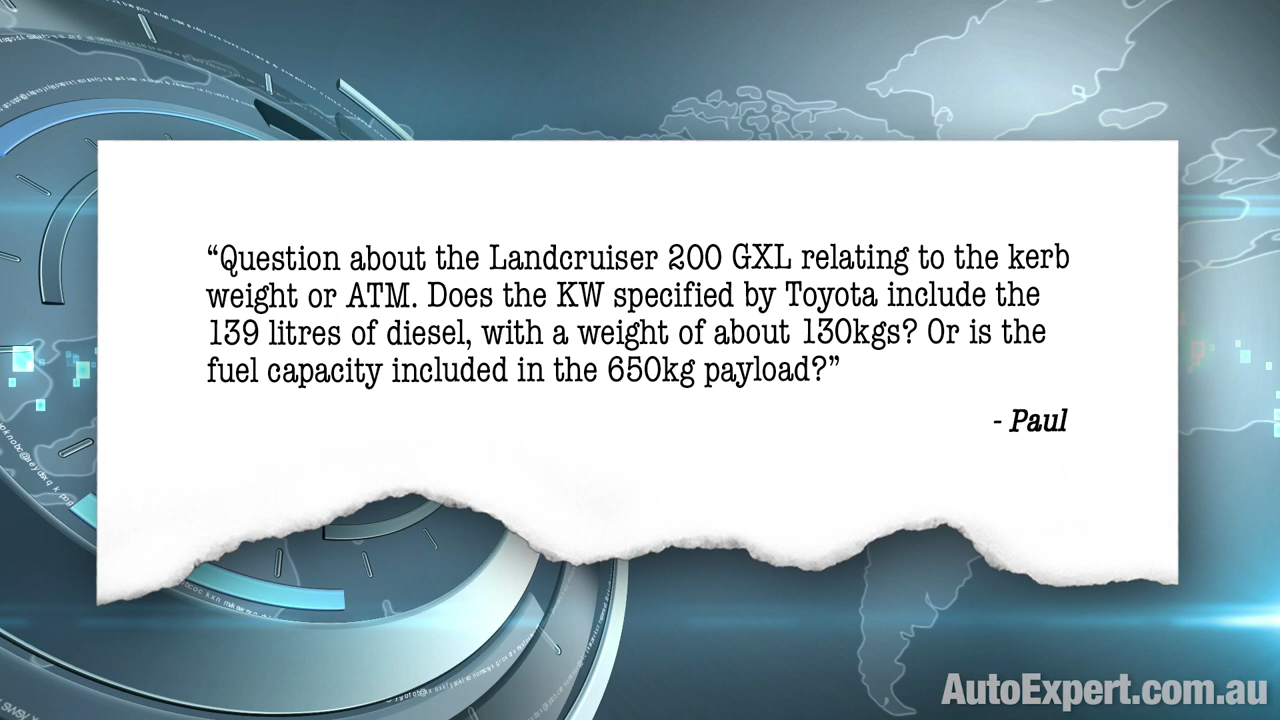 “Question about the Landcruiser 200 GXL relating to the kerb
weight or ATM. Does the KW specified by Toyota include the
139 litres of diesel, with a weight of about 130kgs? Or is the
fuel capacity included in the 650kg payload?”
- Paul
AutoExpert.com.au